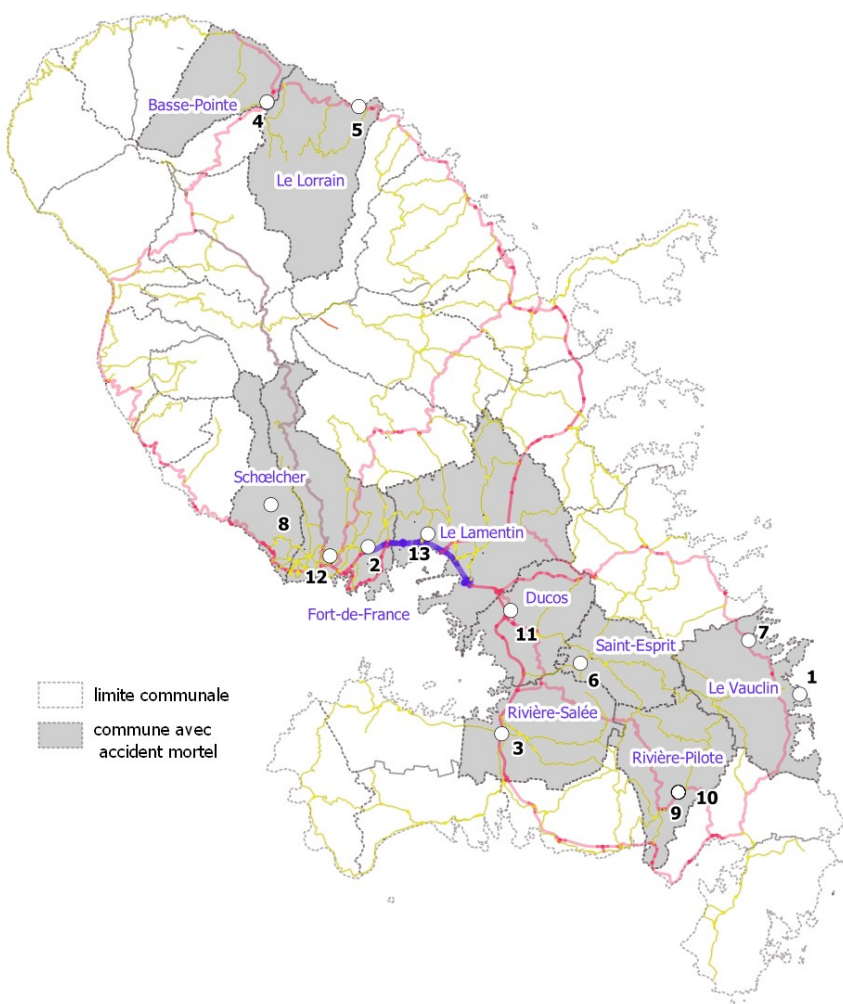 Basse-Pointe
4
5
Le Lorrain
Schœlcher
8
Le Lamentin
12
2
13
Fort-de-France
Ducos
11
Saint-Esprit
7
6
Le Vauclin
1
limite communale
Rivière-Salée
commune avec
accident mortel
3
Rivière-Pilote
9
10